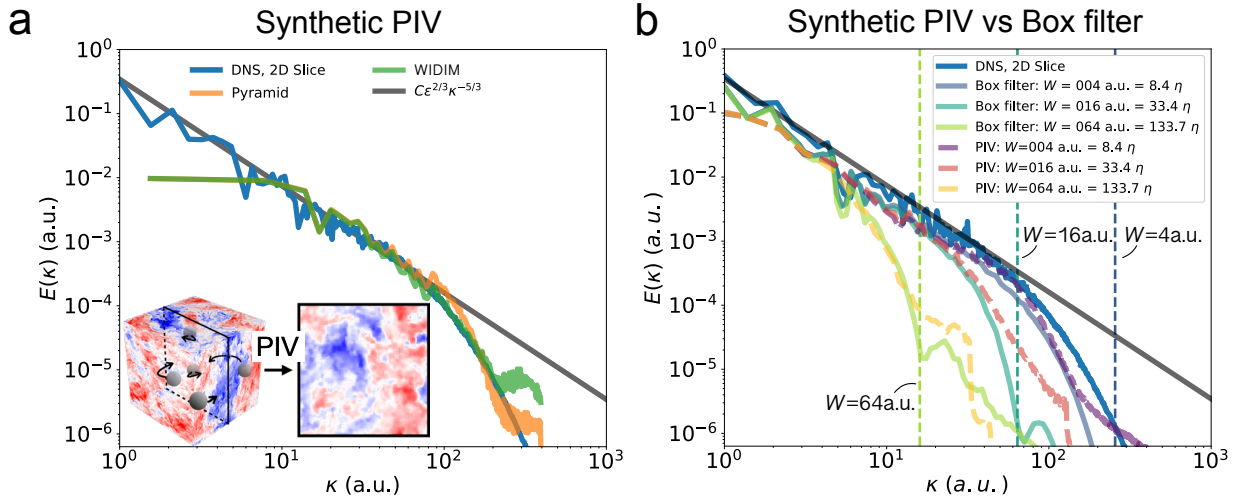 a
Synthetic PIV
DNS, 2D Slice
Pyramid
WIDIM
Cε^{2/3}κ^{-5/3}
10^0
10^{-1}
10^{-2}
10^{-3}
10^{-4}
10^{-5}
10^{-6}
E(κ) (a.u.)
PIV
10^0
10^1
10^2
10^3
κ (a.u.)
b
Synthetic PIV vs Box filter
DNS, 2D Slice
Box filter: W = 004 a.u. = 8.4 η
Box filter: W = 016 a.u. = 33.4 η
Box filter: W = 064 a.u. = 133.7 η
PIV: W=004 a.u. = 8.4 η
PIV: W=016 a.u. = 33.4 η
PIV: W=064 a.u. = 133.7 η
10^0
10^{-1}
10^{-2}
10^{-3}
10^{-4}
10^{-5}
10^{-6}
E(κ) (a.u.)
W=16a.u.
W=4a.u.
W=64a.u.
10^0
10^1
10^2
10^3
κ (a.u.)